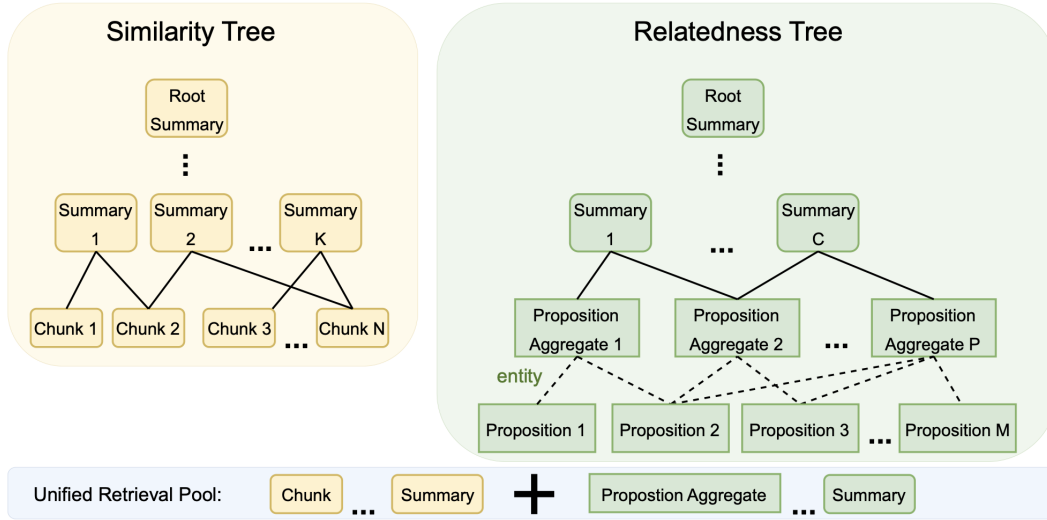 Similarity Tree
Root
Summary
Summary
1
Summary
2
...
Summary
K
Chunk 1
Chunk 2
Chunk 3
...
Chunk N
Relatedness Tree
Root
Summary
Summary
1
...
Summary
C
Proposition
Aggregate 1
Proposition
Aggregate 2
...
Proposition
Aggregate P
entity
Proposition 1
Proposition 2
Proposition 3
...
Proposition M
Unified Retrieval Pool:
Chunk
...
Summary
+
Propostion Aggregate
...
Summary